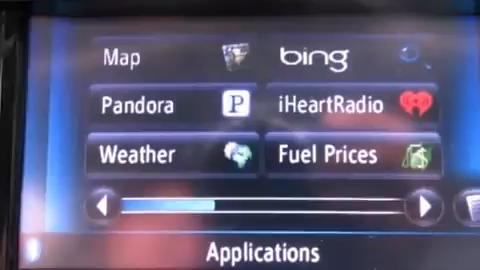 Map bing
Pandora P iHeartRadio
Weather Fuel Prices $
Applications